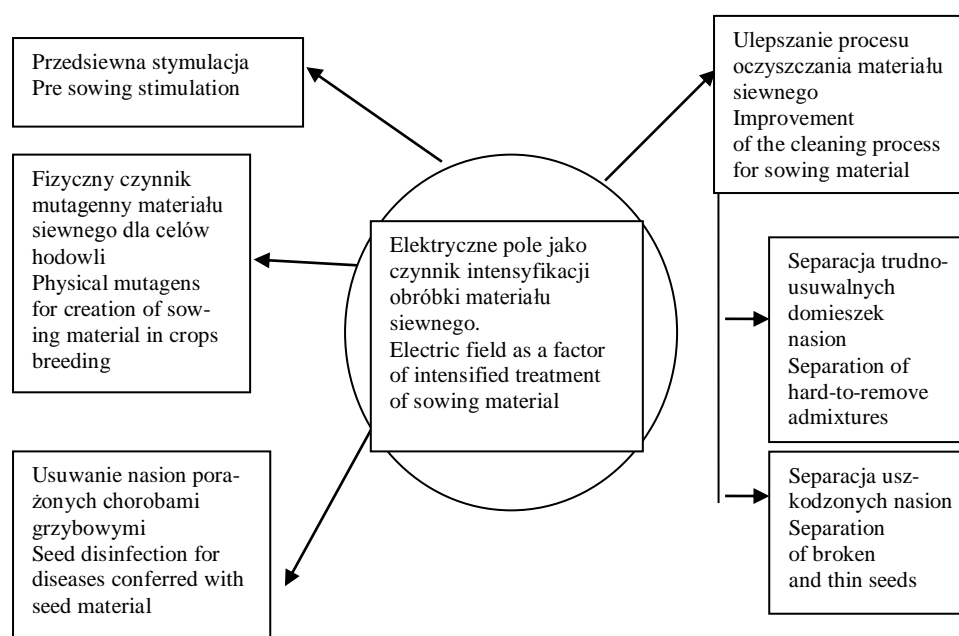 Przedsiewna stymulacja
Pre sowing stimulation
Fizyczny czynnik
mutagenny materiału
siewnego dla celów
hodowli
Physical mutagens
for creation of sow-
ing material in crops
breeding
Usuwanie nasion pora-
żonych chorobami
grzybowymi
Seed disinfection for
diseases conferred with
seed material
Elektryczne pole jako
czynnik intensyfikacji
obróbki materiału
siewnego.
Electric field as a factor
of intensified treatment
of sowing material
Ulepszanie procesu
oczyszczania materiału
siewnego
Improvement
of the cleaning process
for sowing material
Separacja trudno-
usuwalnych
domieszek
nasion
Separation of
hard-to-remove
admixtures
Separacja usz-
kodzonych nasion
Separation
of broken
and thin seeds